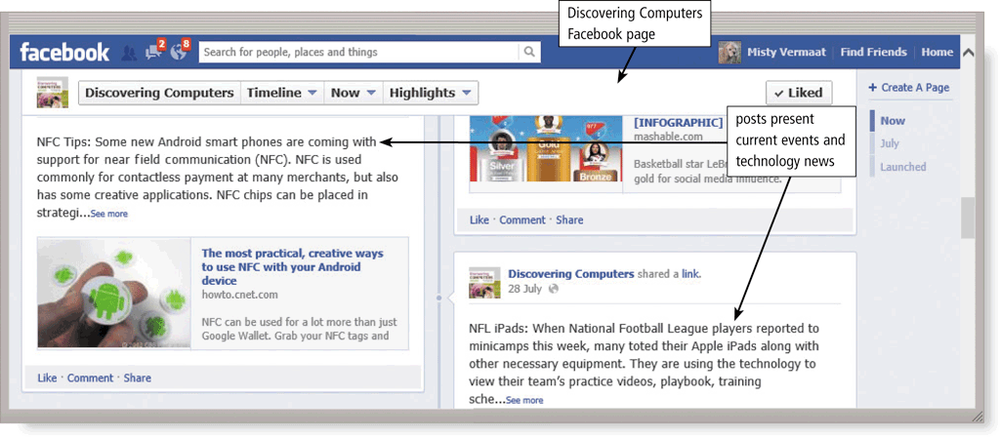 Discovering Computers
Facebook page
facebook
2
8
Search for people, places and things
Misty Vermaat
Find Friends
Home
Discovering Computers
Timeline
Now
Highlights
✓ Liked
+ Create A Page
Now
July
Launched
posts present
current events and
technology news
NFC Tips: Some new Android smart phones are coming with
support for near field communication (NFC). NFC is used
commonly for contactless payment at many merchants, but also
has some creative applications. NFC chips can be placed in
strategi...See more
The most practical, creative ways
to use NFC with your Android
device
howto.cnet.com
NFC can be used for a lot more than just
Google Wallet. Grab your NFC tags and
Like · Comment · Share
Silver
Gold
Bronze
[INFOGRAPHIC]
mashable.com
Basketball star LeBr
gold for social media influence.
Like · Comment · Share
Discovering Computers shared a link.
28 July
NFL iPads: When National Football League players reported to
minicamps this week, many toted their Apple iPads along with
other necessary equipment. They are using the technology to
view their team's practice videos, playbook, training
sche...See more